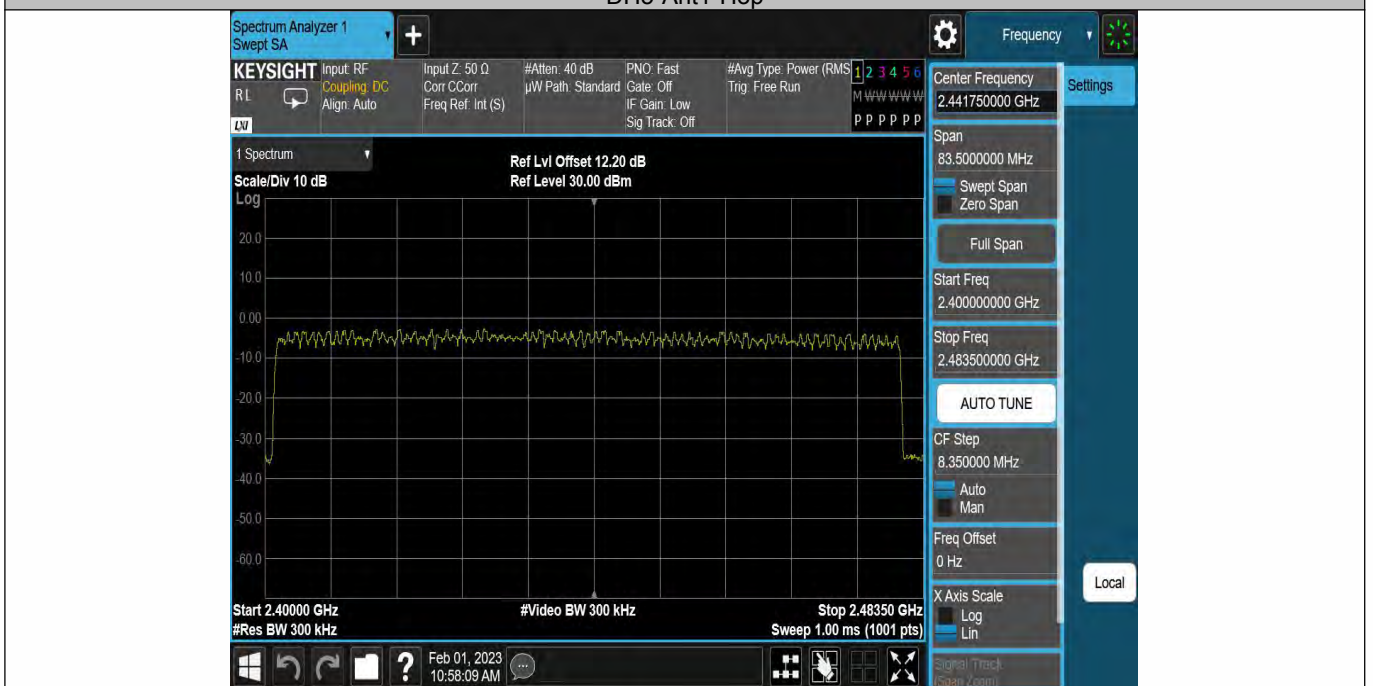 Spectrum Analyzer 1
Swept SA
+
Frequency
KEYSIGHT
RL
LXI
Input: RF
Coupling: DC
Align: Auto
Input Z: 50 Ω
Corr CCorr
Freq Ref: Int (S)
#Atten: 40 dB
µW Path: Standard
PNO: Fast
Gate: Off
IF Gain: Low
Sig Track: Off
#Avg Type: Power (RMS
Trig: Free Run
1 2 3 4 5 6
M W W W W W
P P P P P P
Center Frequency
2.441750000 GHz
Settings
Span
83.5000000 MHz
Swept Span
Zero Span
Full Span
Start Freq
2.400000000 GHz
Stop Freq
2.483500000 GHz
AUTO TUNE
CF Step
8.350000 MHz
Auto
Man
Freq Offset
0 Hz
X Axis Scale
Log
Lin
Signal Track
(Span Zoom)
Local
1 Spectrum
Scale/Div 10 dB
Ref Lvl Offset 12.20 dB
Ref Level 30.00 dBm
Log
20.0
10.0
0.00
-10.0
-20.0
-30.0
-40.0
-50.0
-60.0
Start 2.40000 GHz
#Video BW 300 kHz
Stop 2.48350 GHz
#Res BW 300 kHz
Sweep 1.00 ms (1001 pts)
?
Feb 01, 2023
10:58:09 AM